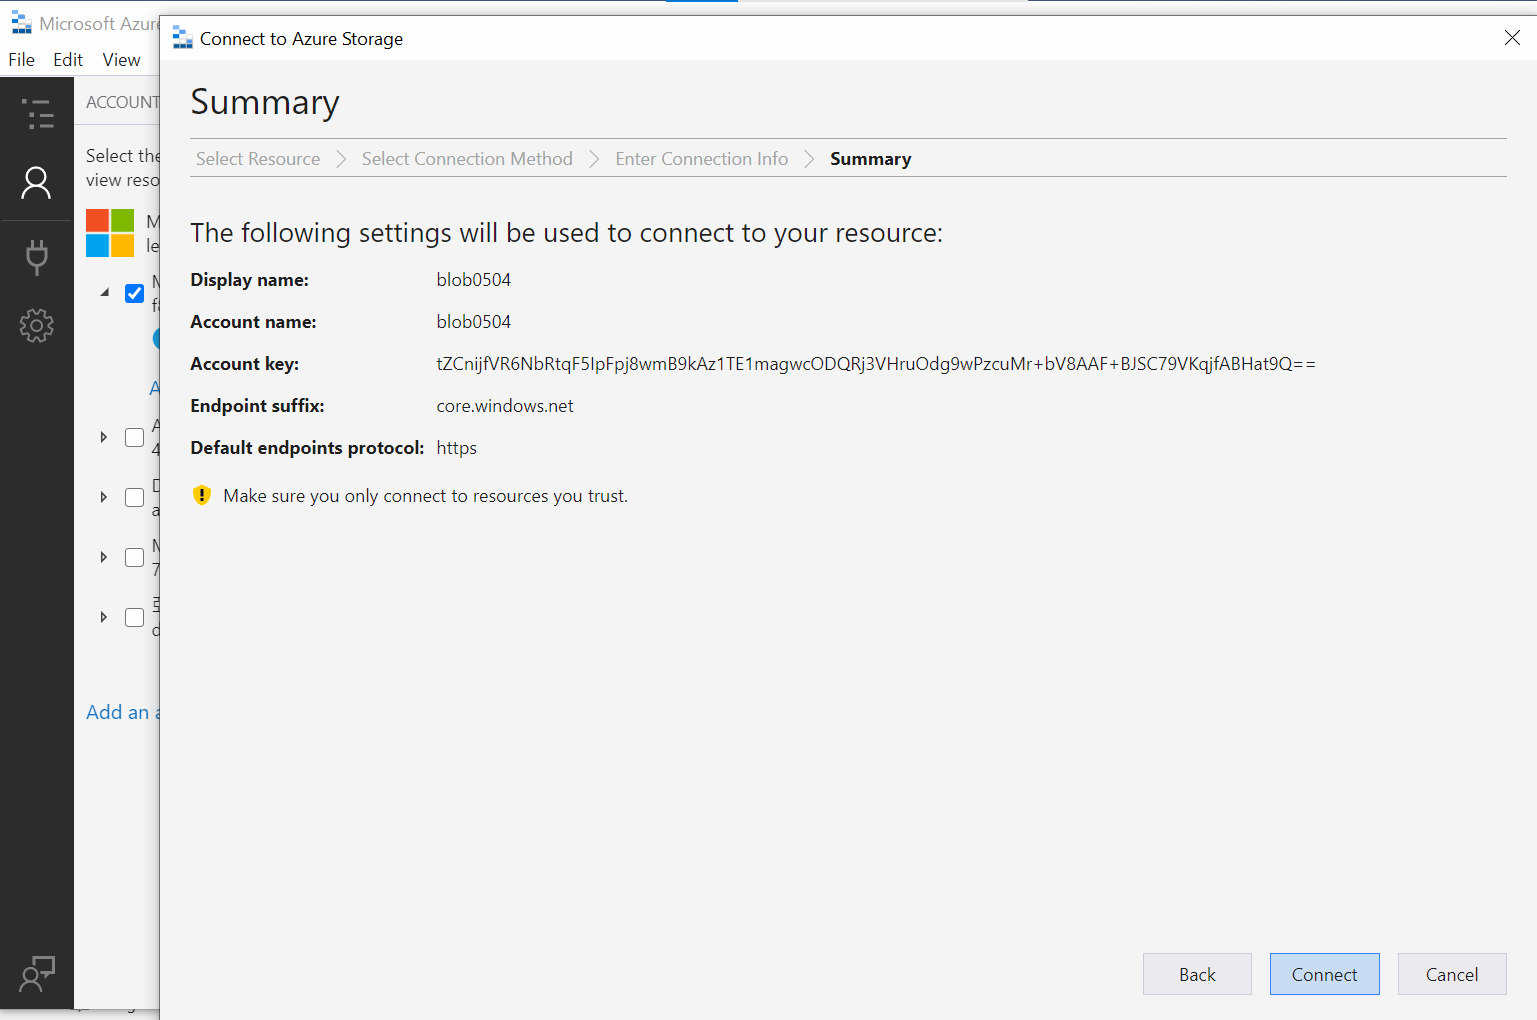 Microsoft Azure
Connect to Azure Storage
File Edit View
Summary
ACCOUNT
Select Resource Select Connection Method Enter Connection Info Summary
Select the
view reso
The following settings will be used to connect to your resource:
Display name: blob0504
Account name: blob0504
Account key: tZCnijfVR6NbRtqF5IpFpj8wmB9kAz1TE1magwcODQRj3VHruOdg9wPzcuMr+bV8AAF+BJSC79VKqjfABHat9Q==
Endpoint suffix: core.windows.net
Default endpoints protocol: https
Make sure you only connect to resources you trust.
Add an a
Back Connect Cancel